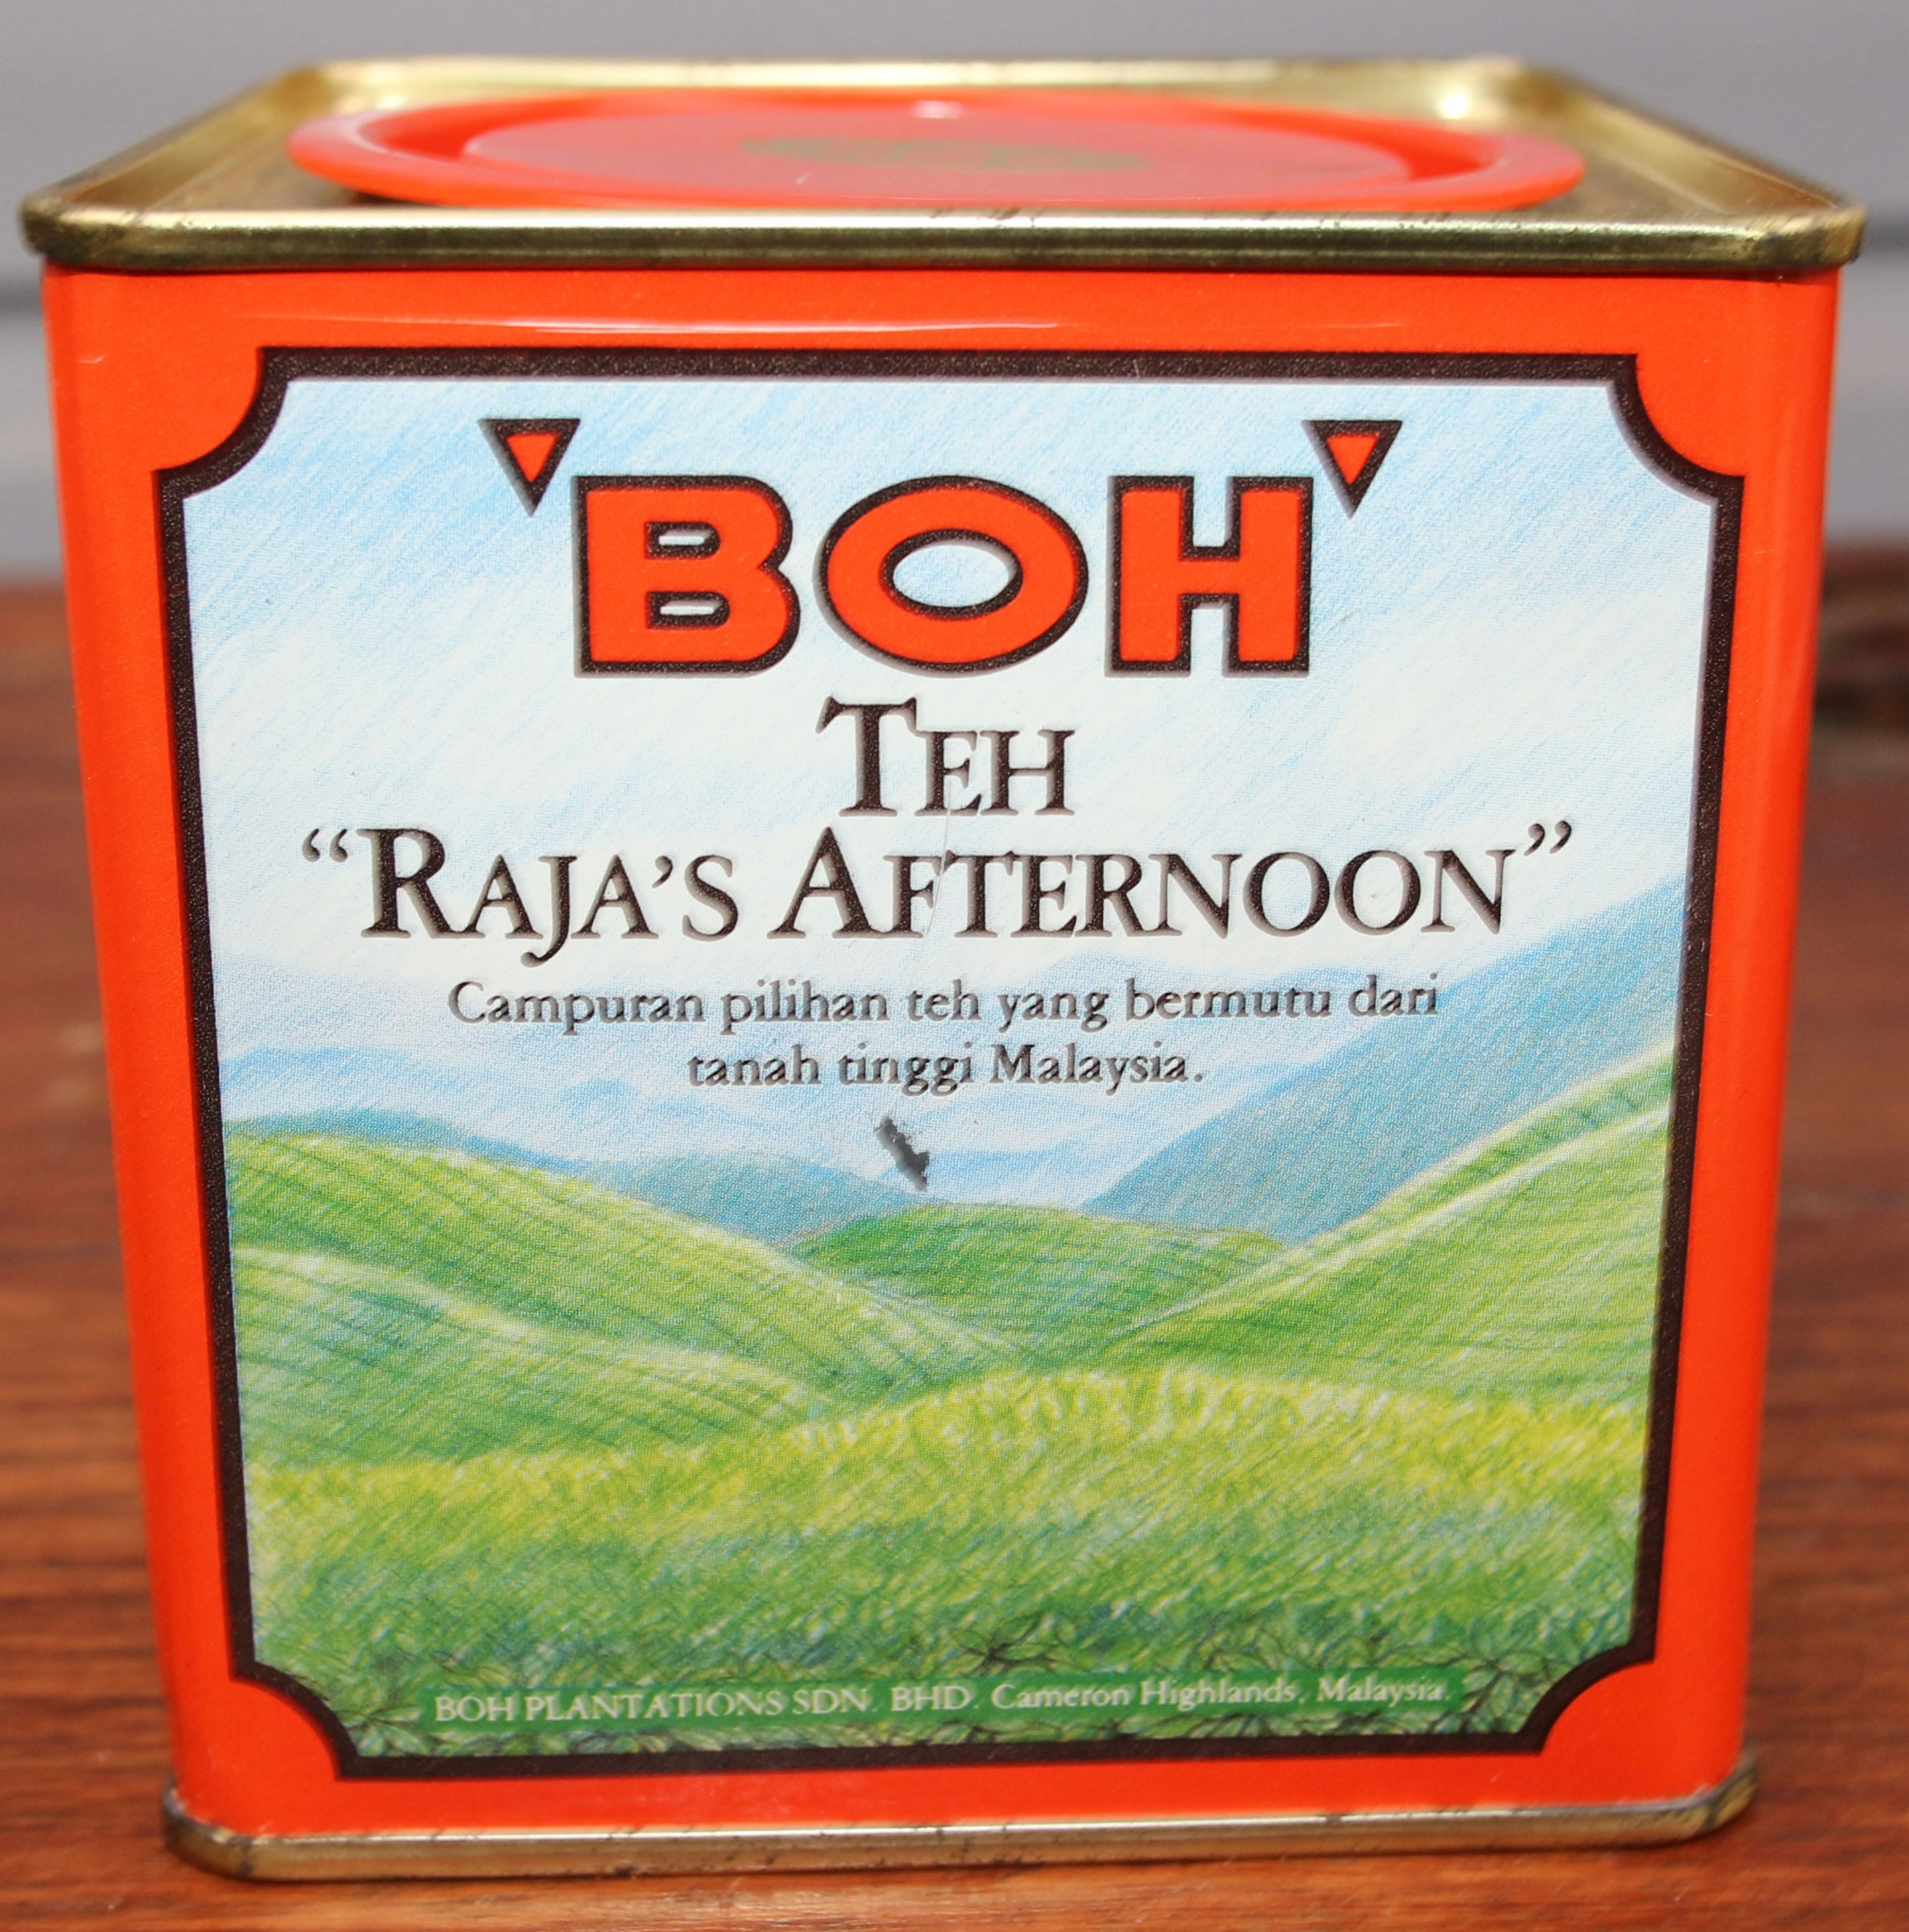 'BOH'
TEH
“RAJA’S AFTERNOON”
Campuran pilihan teh yang bermutu dari
tanah tinggi Malaysia.
BOH PLANTATIONS SDN. BHD. Cameron Highlands, Malaysia.